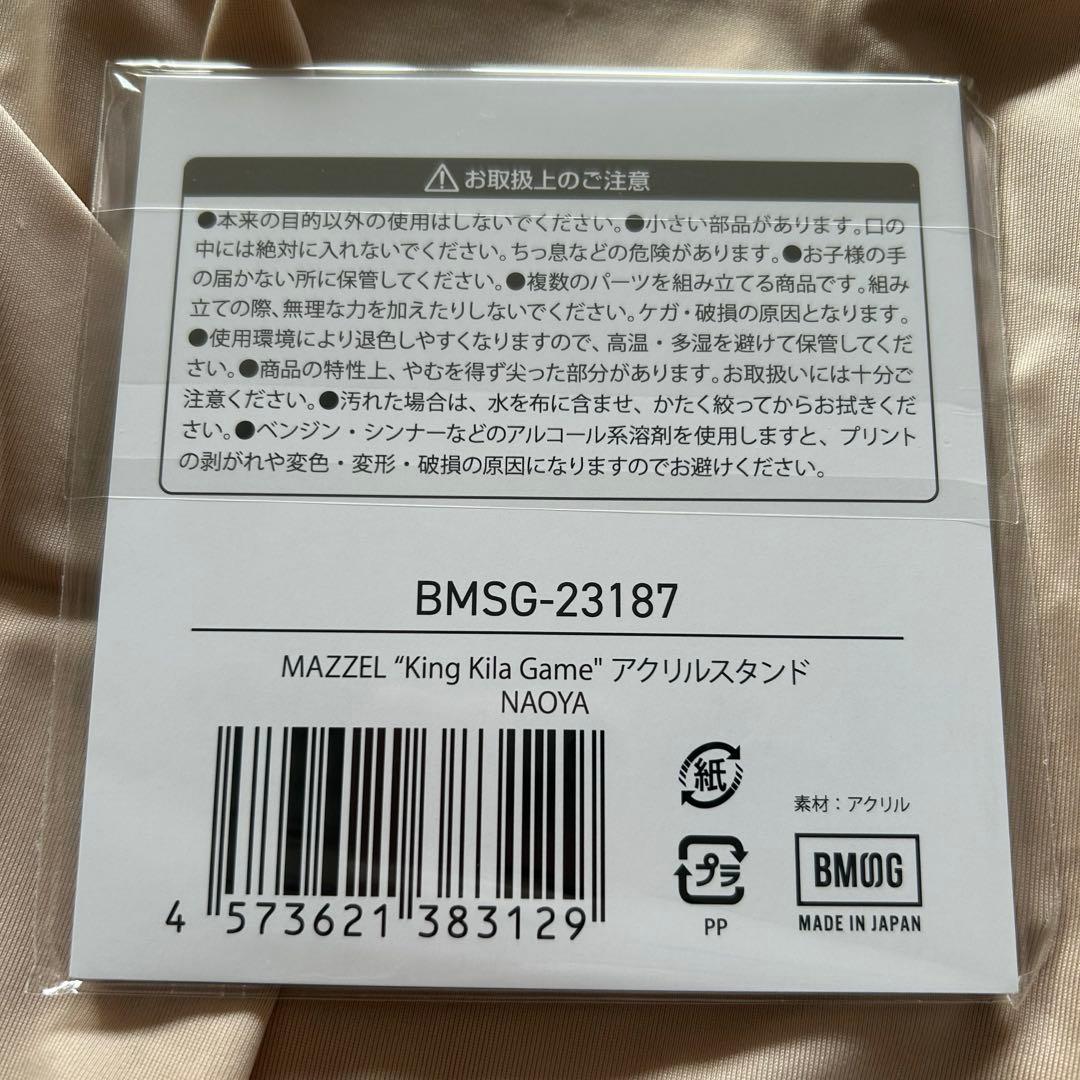 ⚠お取扱上のご注意
●本来の目的以外の使用はしないでください。●小さい部品があります。口の
中には絶対に入れないでください。ちっ息などの危険があります。●お子様の手
の届かない所に保管してください。●複数のパーツを組み立てる商品です。組み
立ての際、無理な力を加えたりしないでください。ケガ・破損の原因となります。
●使用環境により退色しやすくなりますので、高温・多湿を避けて保管してくだ
さい。●商品の特性上、やむを得ず尖った部分があります。お取扱いには十分ご
注意ください。●汚れた場合は、水を布に含ませ、かたく絞ってからお拭きくだ
さい。●ベンジン・シンナーなどのアルコール系溶剤を使用しますと、プリント
の剥がれや変色・変形・破損の原因になりますのでお避けください。
BMSG-23187
MAZZEL “King Kila Game" アクリルスタンド
NAOYA
4 573621 383129
紙
プラ
PP
素材：アクリル
BMSG
MADE IN JAPAN